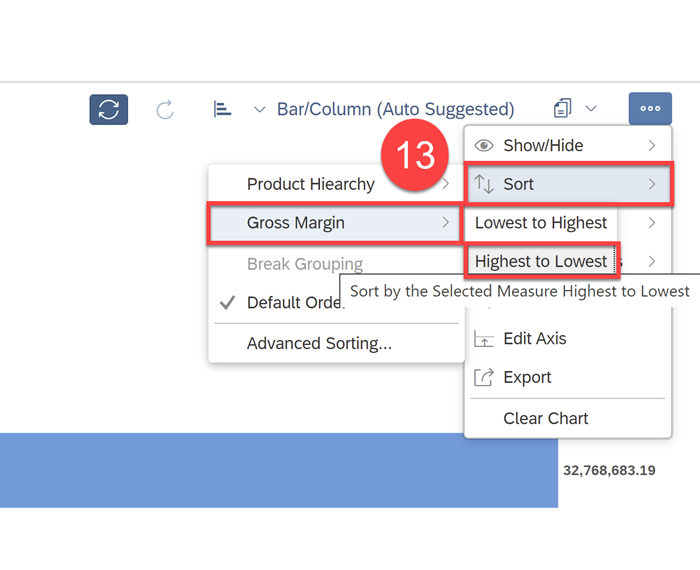 Bar/Column (Auto Suggested)
13
Show/Hide
Product Hiearchy
Sort
Gross Margin
Lowest to Highest
Break Grouping
Highest to Lowest
Sort by the Selected Measure Highest to Lowest
Default Orde
Edit Axis
Advanced Sorting...
Export
Clear Chart
32,768,683.19